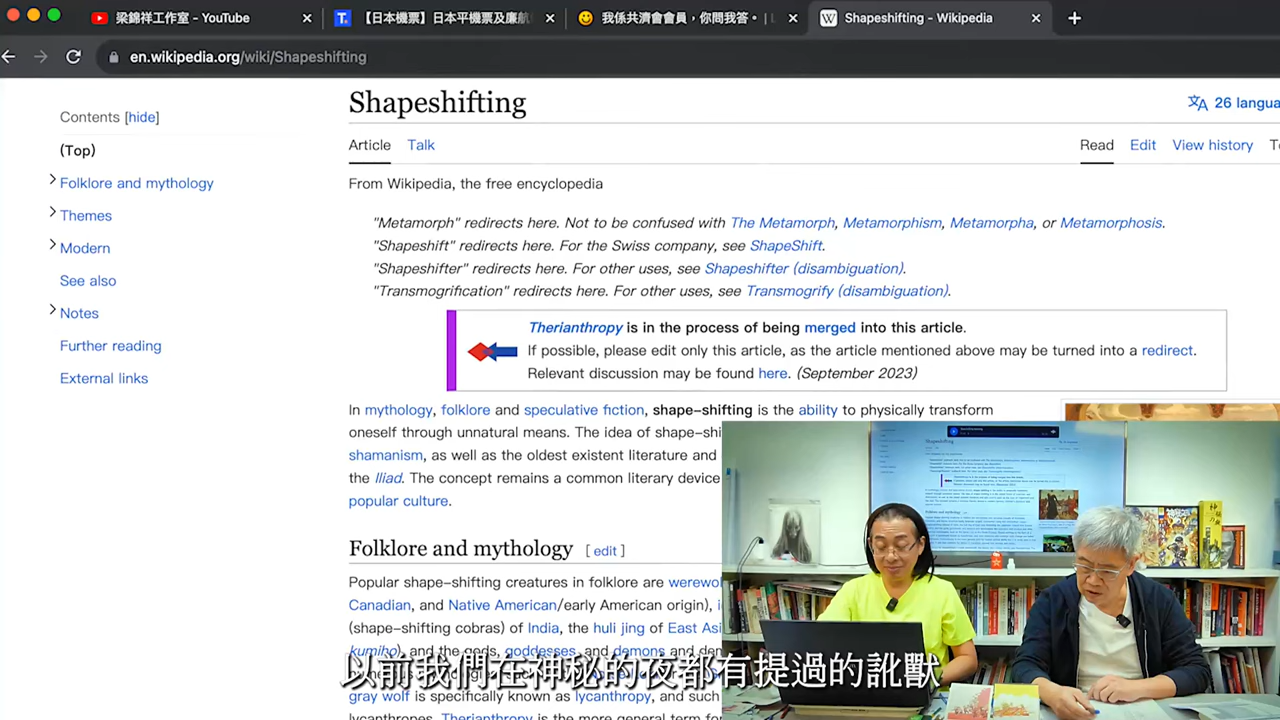 梁錦祥工作室 - YouTube
【日本機票】日本平機票及廉航
我係共濟會會員，你問我答。 |
Shapeshifting - Wikipedia
en.wikipedia.org/wiki/Shapeshifting
Contents [hide]
(Top)
Folklore and mythology
Themes
Modern
See also
Notes
Further reading
External links
Shapeshifting
26 langua
Article
Talk
Read
Edit
View history
From Wikipedia, the free encyclopedia
"Metamorph" redirects here. Not to be confused with The Metamorph, Metamorphism, Metamorpha, or Metamorphosis.
"Shapeshift" redirects here. For the Swiss company, see ShapeShift.
"Shapeshifter" redirects here. For other uses, see Shapeshifter (disambiguation).
"Transmogrification" redirects here. For other uses, see Transmogrify (disambiguation).
Therianthropy is in the process of being merged into this article.
If possible, please edit only this article, as the article mentioned above may be turned into a redirect.
Relevant discussion may be found here. (September 2023)
In mythology, folklore and speculative fiction, shape-shifting is the ability to physically transform
oneself through unnatural means. The idea of shape-shi
shamanism, as well as the oldest existent literature and
the Iliad. The concept remains a common literary device
popular culture.
Folklore and mythology [ edit ]
Popular shape-shifting creatures in folklore are werewol
Canadian, and Native American/early American origin), i
(shape-shifting cobras) of India, the huli jing of East Asi
kumiho), and the gods, goddesses, and demons and dem
以前我們在神秘的夜都有提過的訛獸
gray wolf is specifically known as lycanthropy, and such
lycanthropes. Therianthropy is the more general term for